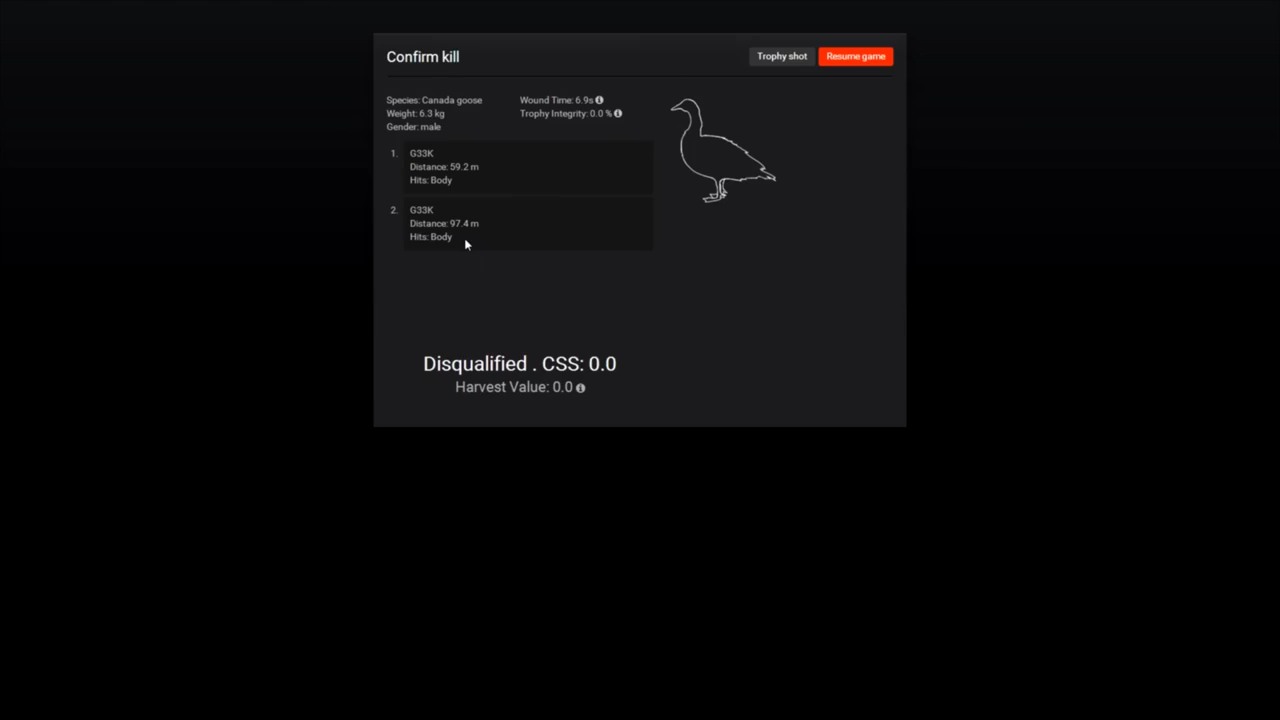 Confirm kill
Trophy shot
Resume game
Species: Canada goose
Weight: 6.3 kg
Gender: male
Wound Time: 6.9s
Trophy Integrity: 0.0 %
1. G33K
Distance: 59.2 m
Hits: Body
2. G33K
Distance: 97.4 m
Hits: Body
Disqualified . CSS: 0.0
Harvest Value: 0.0